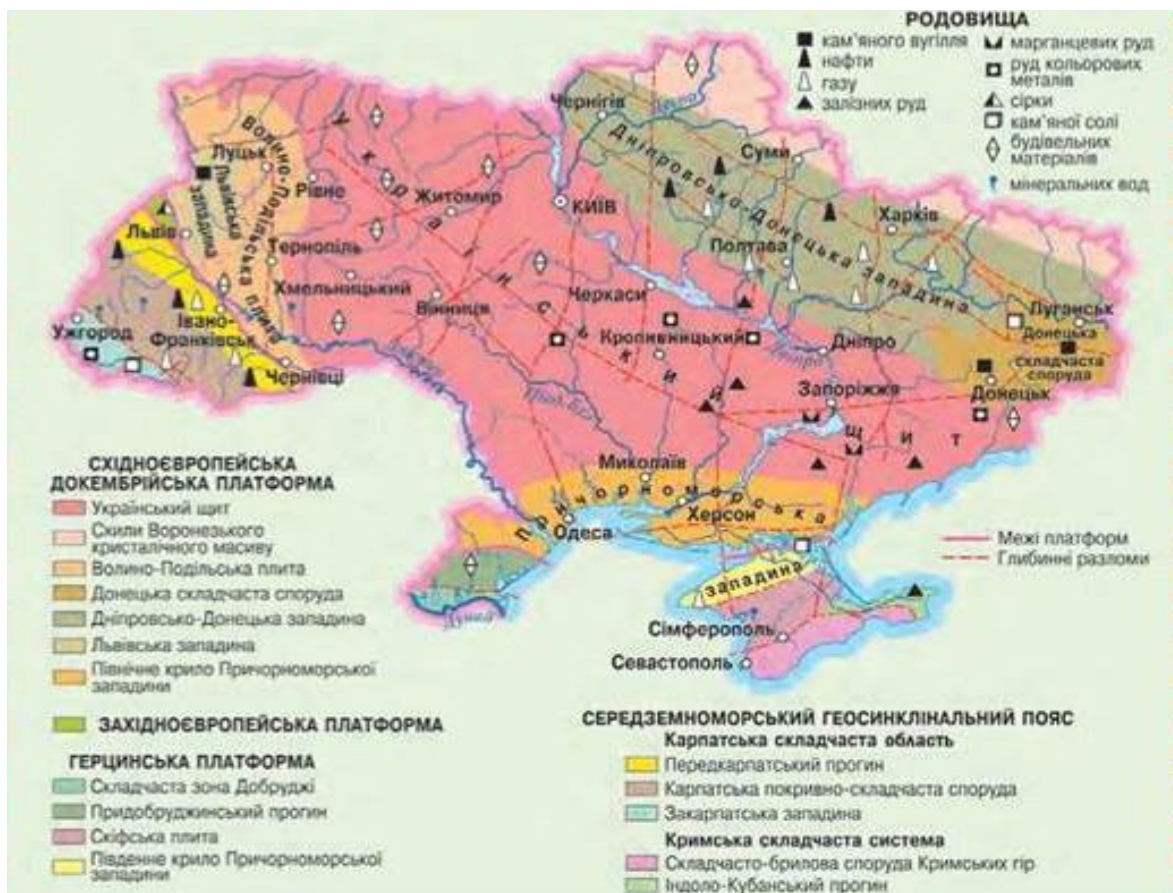 РОДОВИЩА
кам'яного вугілля
нафти
газу
залізних руд
марганцевих руд
руд кольорових
металів
сірки
кам'яної солі
будівельних
матеріалів
мінеральних вод
Чернігів
Десна
Суми
Луцьк
Рівне
Житомир
КИЇВ
Харків
Полтава
Львів
Тернопіль
Хмельницький
Вінниця
Черкаси
Луганськ
Ужгород
Івано-
Франківськ
Чернівці
Кропивницький
Дніпро
Дніпро
Запоріжжя
Донецьк
Миколаїв
Херсон
Одеса
Дунай
Сімферополь
Севастополь
Волино-Подільська плита
Львівська
западина
Український щит
Дніпровсько-Донецька западина
Донецька
складчаста
споруда
Причорноморська
западина
Межі платформ
Глибинні разломи
СХІДНОЄВРОПЕЙСЬКА
ДОКЕМБРІЙСЬКА ПЛАТФОРМА
Український щит
Схили Воронезького
кристалічного масиву
Волино-Подільська плита
Донецька складчаста споруда
Дніпровсько-Донецька западина
Львівська западина
Північне крило Причорноморської
западини
ЗАХІДНОЄВРОПЕЙСЬКА ПЛАТФОРМА
ГЕРЦИНСЬКА ПЛАТФОРМА
Складчаста зона Добруджі
Придобруджинський прогин
Скіфська плита
Південне крило Причорноморської
западини
СЕРЕДЗЕМНОМОРСЬКИЙ ГЕОСИНКЛІНАЛЬНИЙ ПОЯС
Карпатська складчаста область
Передкарпатський прогин
Карпатська покривно-складчаста споруда
Закарпатська западина
Кримська складчаста система
Складчасто-брилова споруда Кримських гір
Індоло-Кубанський прогин